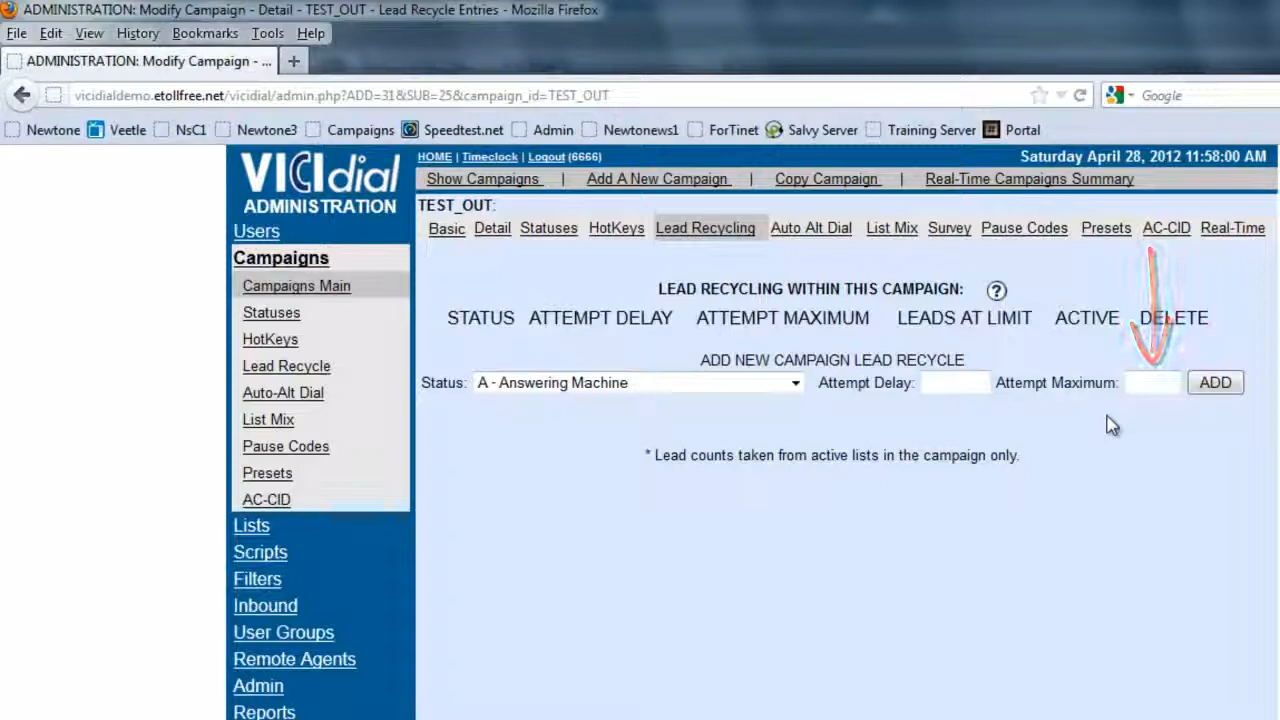 ADMINISTRATION: Modify Campaign - Detail - TEST_OUT - Lead Recycle Entries - Mozilla Firefox
File Edit View History Bookmarks Tools Help
ADMINISTRATION: Modify Campaign - ... +
vicidialdemo.etollfree.net/vicidial/admin.php?ADD=31&SUB=25&campaign_id=TEST_OUT Google
Newtone Veetle NsC1 Newtone3 Campaigns Speedtest.net Admin Newtonews1 ForTinet Salvy Server Training Server Portal
VICIdial
ADMINISTRATION
HOME | Timeclock | Logout (6666) Saturday April 28, 2012 11:58:00 AM
Show Campaigns | Add A New Campaign | Copy Campaign | Real-Time Campaigns Summary
TEST_OUT:
Basic Detail Statuses HotKeys Lead Recycling Auto Alt Dial List Mix Survey Pause Codes Presets AC-CID Real-Time
Users
Campaigns
Campaigns Main
Statuses
HotKeys
Lead Recycle
Auto-Alt Dial
List Mix
Pause Codes
Presets
AC-CID
Lists
Scripts
Filters
Inbound
User Groups
Remote Agents
Admin
Reports
LEAD RECYCLING WITHIN THIS CAMPAIGN: ?
STATUS ATTEMPT DELAY ATTEMPT MAXIMUM LEADS AT LIMIT ACTIVE DELETE
ADD NEW CAMPAIGN LEAD RECYCLE
Status: A - Answering Machine Attempt Delay: Attempt Maximum: ADD
* Lead counts taken from active lists in the campaign only.